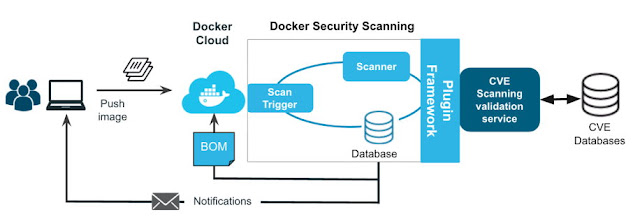 Docker
Cloud
Docker Security Scanning
Push
image
Scan
Trigger
Scanner
Database
Plugin
Framework
CVE
Scanning
validation
service
CVE
Databases
BOM
Notifications